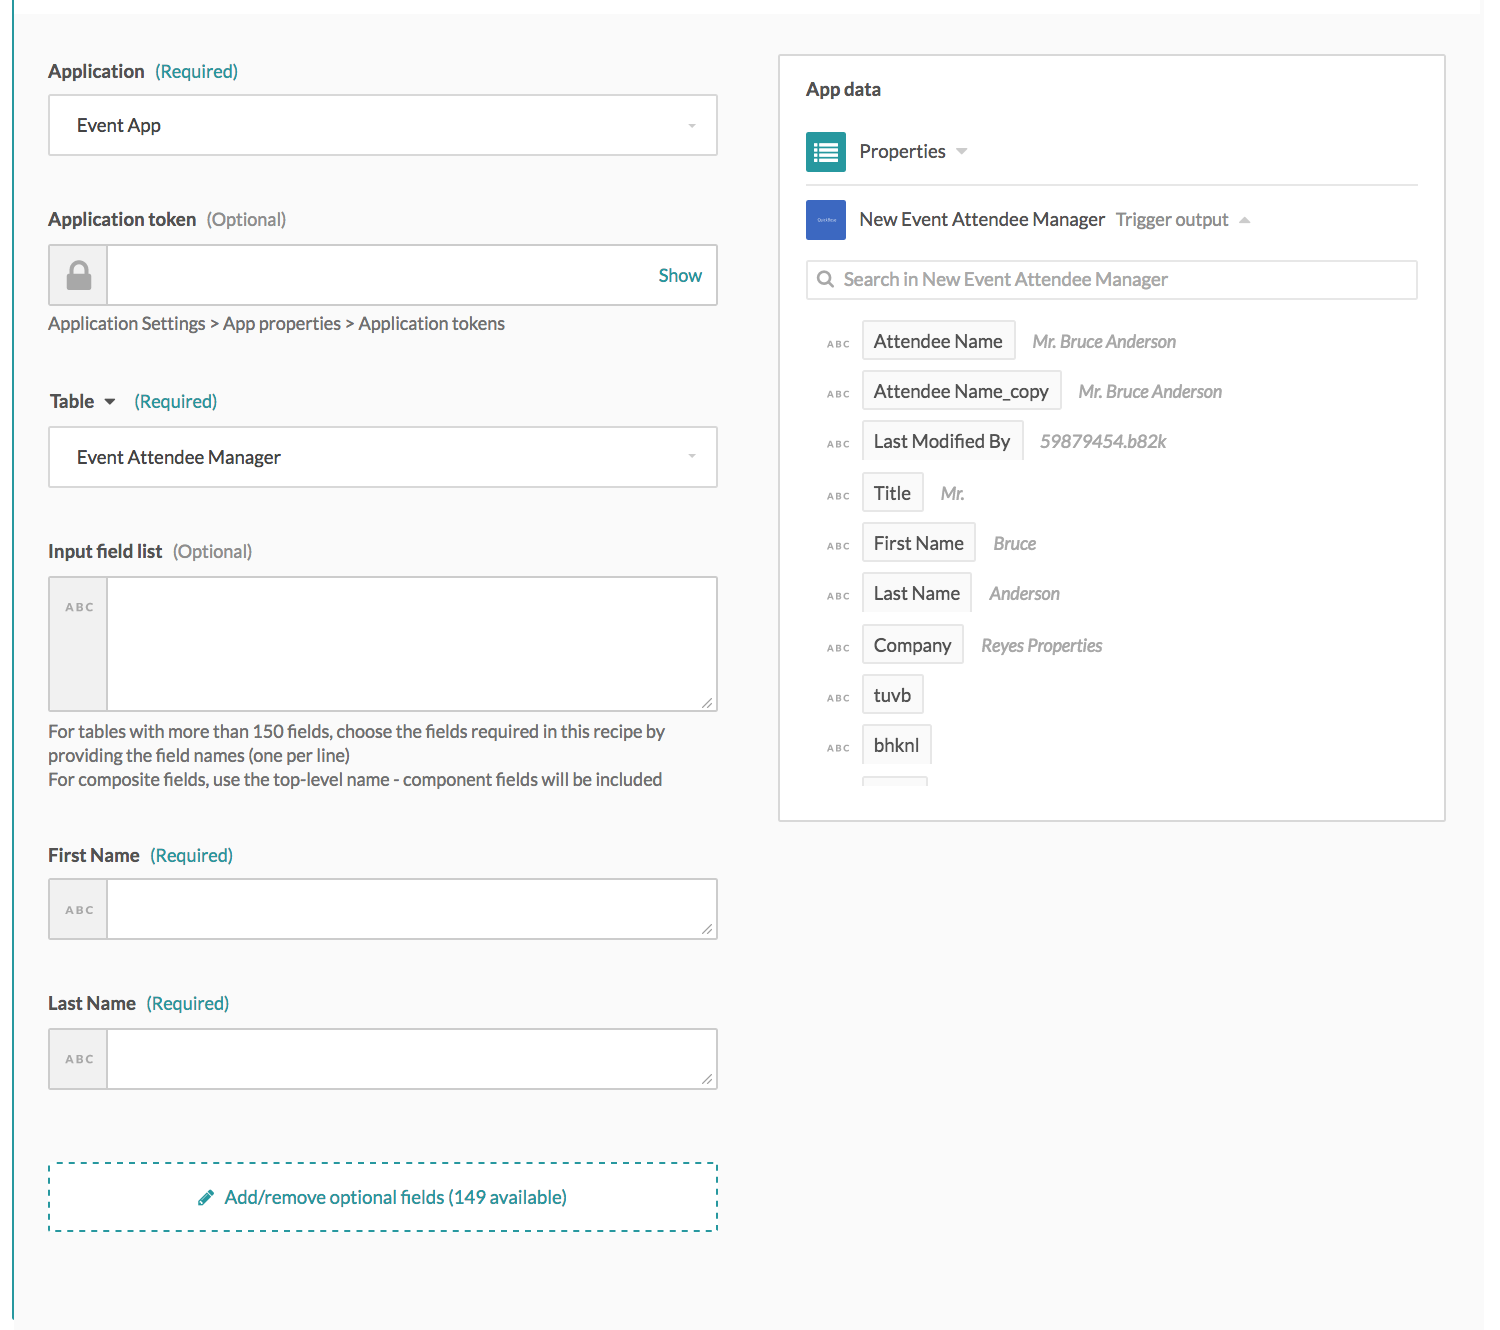 Application (Required)
Event App
Application token (Optional)
Show
Application Settings > App properties > Application tokens
Table (Required)
Event Attendee Manager
Input field list (Optional)
ABC
For tables with more than 150 fields, choose the fields required in this recipe by
providing the field names (one per line)
For composite fields, use the top-level name - component fields will be included
First Name (Required)
ABC
Last Name (Required)
ABC
Add/remove optional fields (149 available)
App data
Properties
New Event Attendee Manager Trigger output
Search in New Event Attendee Manager
ABC Attendee Name Mr. Bruce Anderson
ABC Attendee Name_copy Mr. Bruce Anderson
ABC Last Modified By 59879454.b82k
ABC Title Mr.
ABC First Name Bruce
ABC Last Name Anderson
ABC Company Reyes Properties
ABC tuvb
ABC bhknl